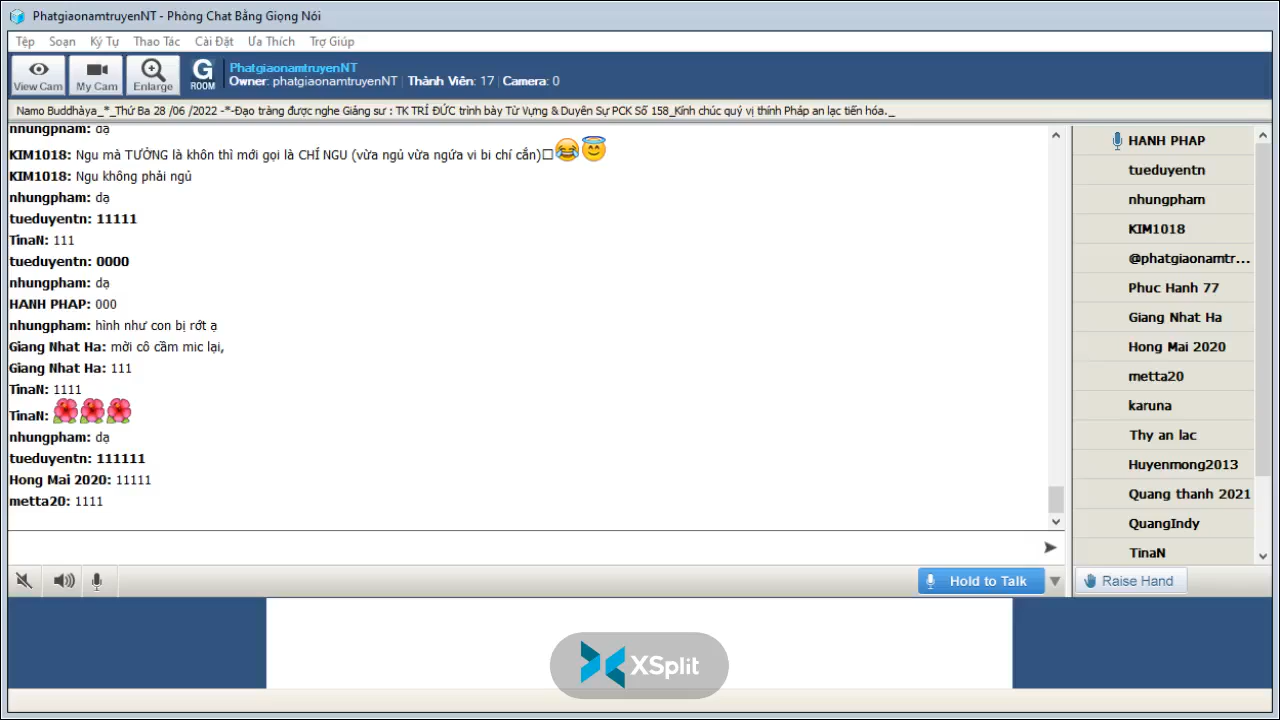 PhatgiaonamtruyenNT - Phòng Chat Bằng Giọng Nói
Tệp Soạn Ký Tự Thao Tác Cài Đặt Ưa Thích Trợ Giúp
View Cam My Cam Enlarge G ROOM
PhatgiaonamtruyenNT
Owner: phatgiaonamtruyenNT Thành Viên: 17 Camera: 0
Namo Buddhàya_*_Thứ Ba 28 /06 /2022 -*-Đạo tràng được nghe Giảng sư : TK TRÍ ĐỨC trình bày Từ Vựng & Duyên Sự PCK Số 158_Kính chúc quý vị thính Pháp an lạc tiến hóa._
nhungpham: dạ
KIM1018: Ngu mà TƯỞNG là khôn thì mới gọi là CHÍ NGU (vừa ngủ vừa ngứa vi bi chí cắn)
KIM1018: Ngu không phải ngủ
nhungpham: dạ
tueduyentn: 11111
TinaN: 111
tueduyentn: 0000
nhungpham: dạ
HANH PHAP: 000
nhungpham: hình như con bị rớt ạ
Giang Nhat Ha: mời cô cầm mic lại,
Giang Nhat Ha: 111
TinaN: 1111
TinaN:
nhungpham: dạ
tueduyentn: 111111
Hong Mai 2020: 11111
metta20: 1111
HANH PHAP
tueduyentn
nhungpham
KIM1018
@phatgiaonamtr...
Phuc Hanh 77
Giang Nhat Ha
Hong Mai 2020
metta20
karuna
Thy an lac
Huyenmong2013
Quang thanh 2021
QuangIndy
TinaN
Hold to Talk
Raise Hand
XSplit